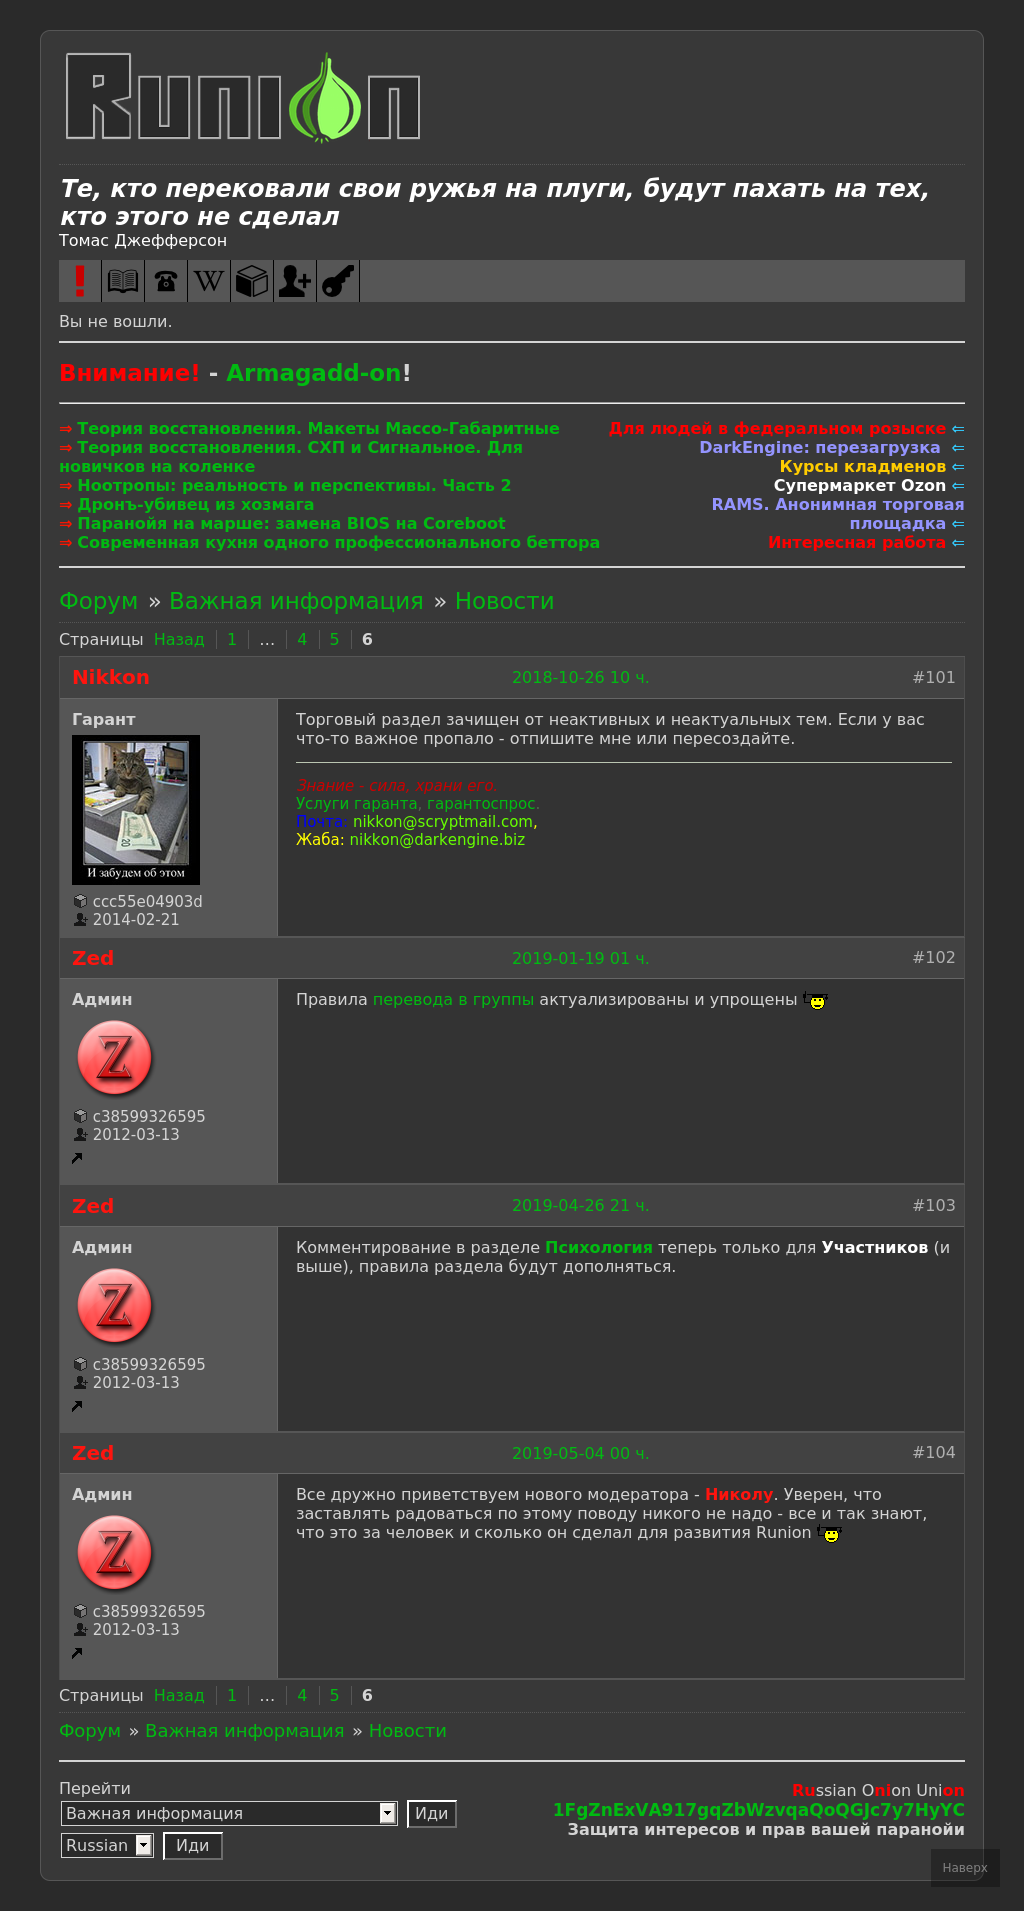 Runion
Те, кто перековали свои ружья на плуги, будут пахать на тех,
кто этого не сделал
Томас Джефферсон
Вы не вошли.
Внимание! - Armagadd-on!
⇒ Теория восстановления. Макеты Массо-Габаритные
⇒ Теория восстановления. СХП и Сигнальное. Для
новичков на коленке
⇒ Ноотропы: реальность и перспективы. Часть 2
⇒ Дронъ-убивец из хозмага
⇒ Паранойя на марше: замена BIOS на Coreboot
⇒ Современная кухня одного профессионального беттора
Для людей в федеральном розыске ⇐
DarkEngine: перезагрузка ⇐
Курсы кладменов ⇐
Супермаркет Ozon ⇐
RAMS. Анонимная торговая
площадка ⇐
Интересная работа ⇐
Форум » Важная информация » Новости
Страницы Назад 1 … 4 5 6
Nikkon 2018-10-26 10 ч. #101
Гарант
И забудем об этом
ccc55e04903d
2014-02-21
Торговый раздел зачищен от неактивных и неактуальных тем. Если у вас
что-то важное пропало - отпишите мне или пересоздайте.
Знание - сила, храни его.
Услуги гаранта, гарантоспрос.
Почта: nikkon@scryptmail.com,
Жаба: nikkon@darkengine.biz
Zed 2019-01-19 01 ч. #102
Админ
Z
c38599326595
2012-03-13
Правила перевода в группы актуализированы и упрощены
Zed 2019-04-26 21 ч. #103
Админ
Z
c38599326595
2012-03-13
Комментирование в разделе Психология теперь только для Участников (и
выше), правила раздела будут дополняться.
Zed 2019-05-04 00 ч. #104
Админ
Z
c38599326595
2012-03-13
Все дружно приветствуем нового модератора - Николу. Уверен, что
заставлять радоваться по этому поводу никого не надо - все и так знают,
что это за человек и сколько он сделал для развития Runion
Страницы Назад 1 … 4 5 6
Форум » Важная информация » Новости
Перейти
Важная информация Иди
Russian Иди
Russian Onion Union
1FgZnExVA917gqZbWzvqaQoQGJc7y7HyYC
Защита интересов и прав вашей паранойи
Наверх